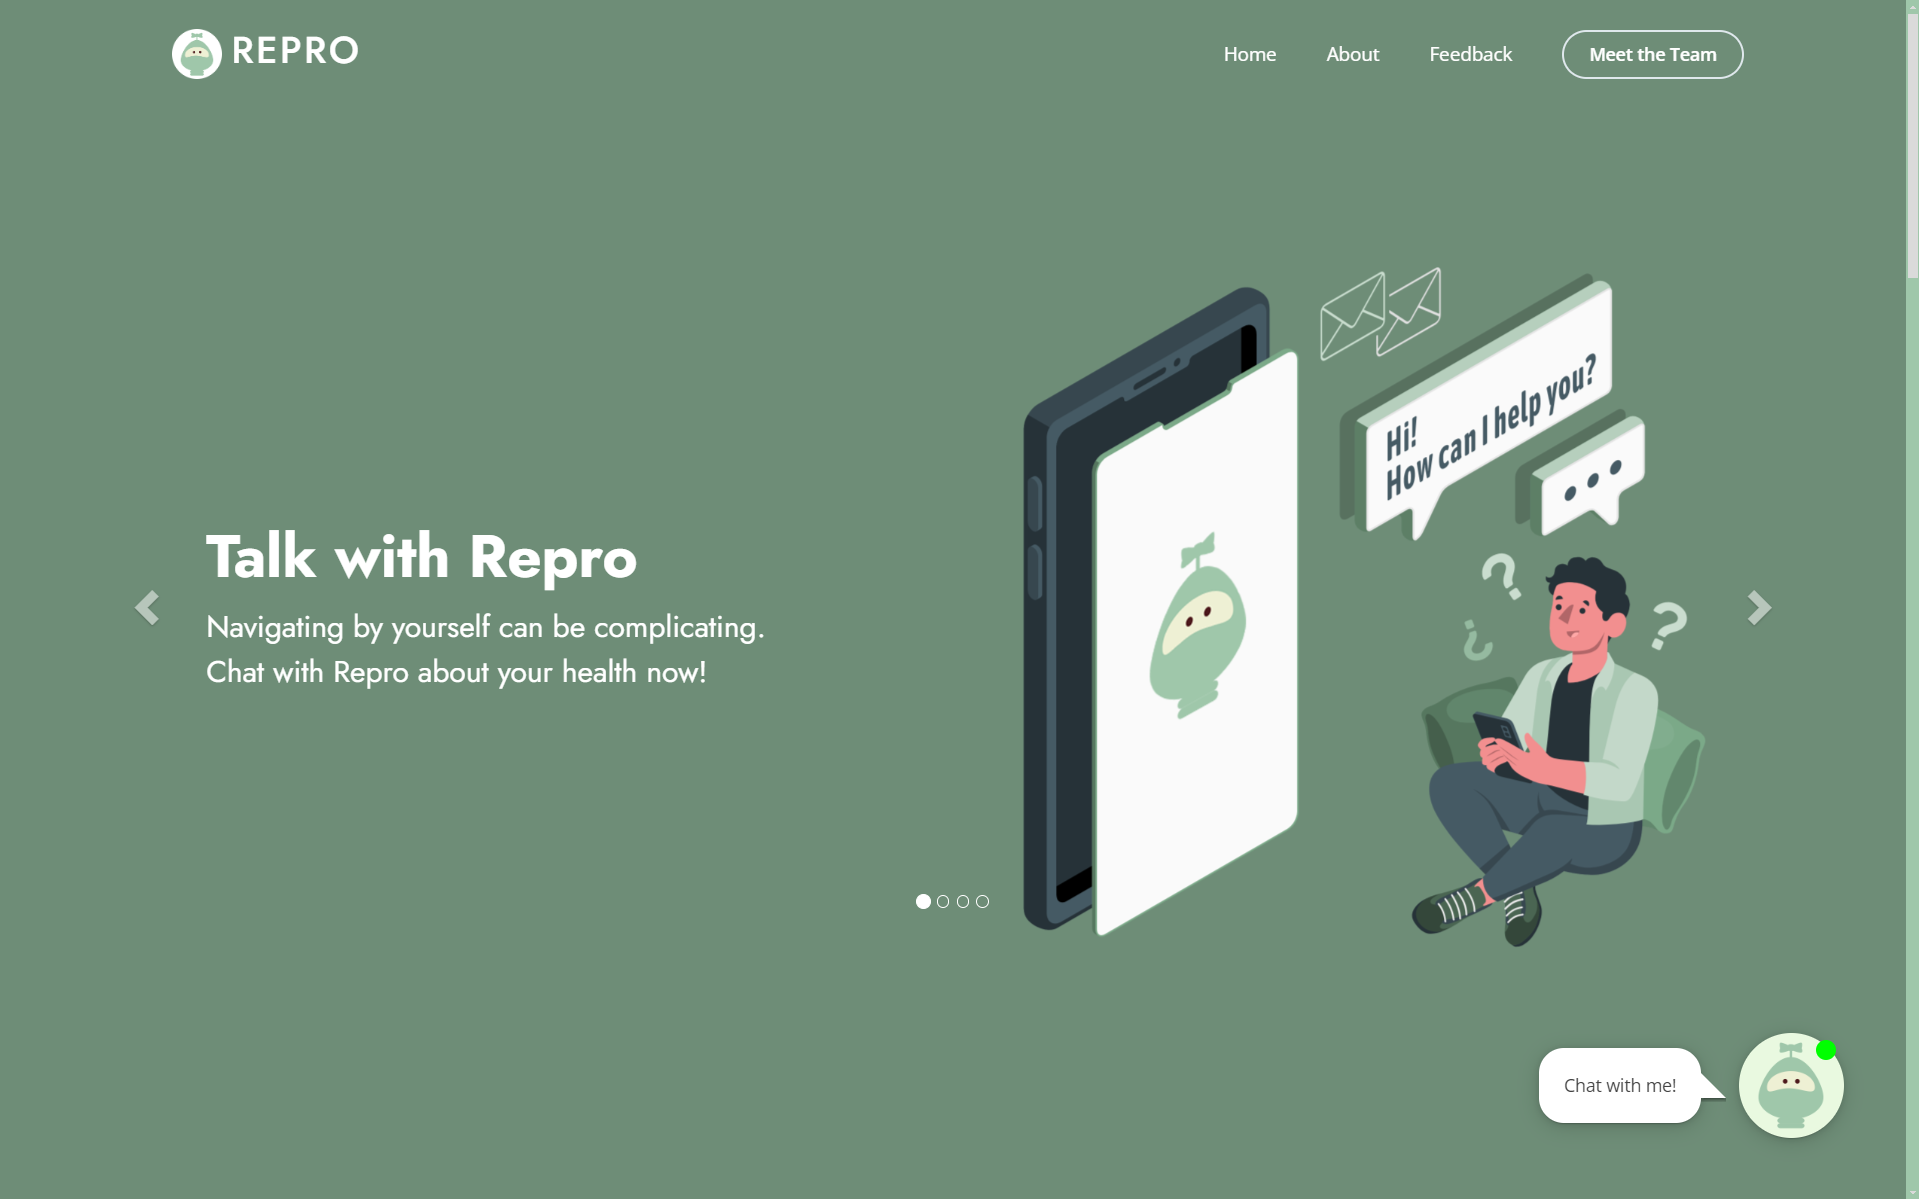 REPRO
Home
About
Feedback
Meet the Team
Hi!
How can I help you?
Talk with Repro
Navigating by yourself can be complicating.
Chat with Repro about your health now!
Chat with me!